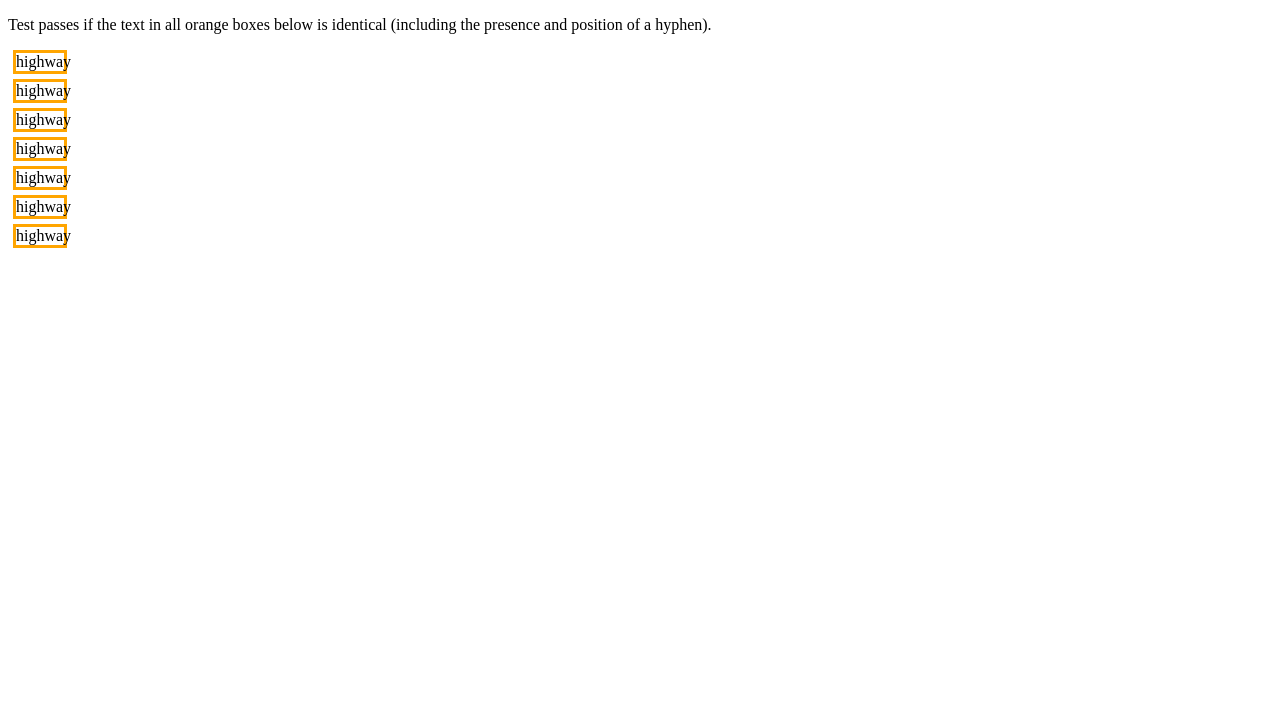 Test passes if the text in all orange boxes below is identical (including the presence and position of a hyphen).
highway
highway
highway
highway
highway
highway
highway